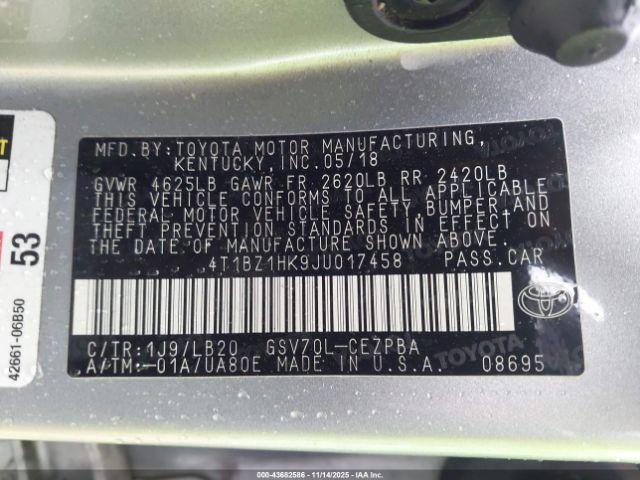 MFD. BY: TOYOTA MOTOR MANUFACTURING,
KENTUCKY, INC. 05/18
GVWR 4625LB GAWR FR 2620LB RR 2420LB
THIS VEHICLE CONFORMS TO ALL APPLICABLE
FEDERAL MOTOR VEHICLE SAFETY, BUMPER, AND
THEFT PREVENTION STANDARDS IN EFFECT ON
THE DATE OF MANUFACTURE SHOWN ABOVE.
4T1BZ1HK9JU017458 PASS. CAR
C/TR: 1J9/LB20 GSV70L-CEZPBA
A/TM: -01A/UA80E MADE IN U.S.A. 08695
TOYOTA
53
42661-06B50
000-43682586 | 11/14/2025 | IAA Inc.